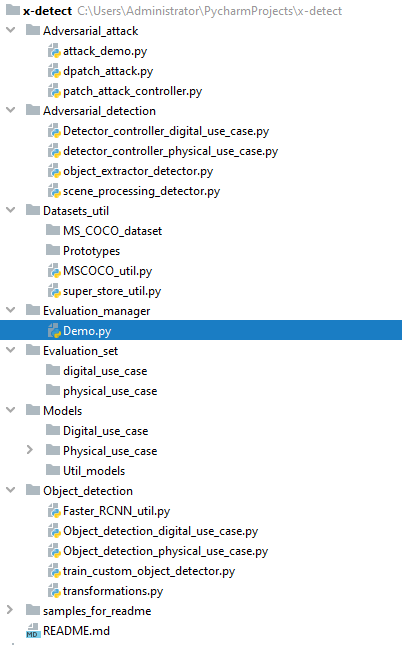 x-detect C:\Users\Administrator\PycharmProjects\x-detect
Adversarial_attack
attack_demo.py
dpatch_attack.py
patch_attack_controller.py
Adversarial_detection
Detector_controller_digital_use_case.py
detector_controller_physical_use_case.py
object_extractor_detector.py
scene_processing_detector.py
Datasets_util
MS_COCO_dataset
Prototypes
MSCOCO_util.py
super_store_util.py
Evaluation_manager
Demo.py
Evaluation_set
digital_use_case
physical_use_case
Models
Digital_use_case
Physical_use_case
Util_models
Object_detection
Faster_RCNN_util.py
Object_detection_digital_use_case.py
Object_detection_physical_use_case.py
train_custom_object_detector.py
transformations.py
samples_for_readme
MD README.md